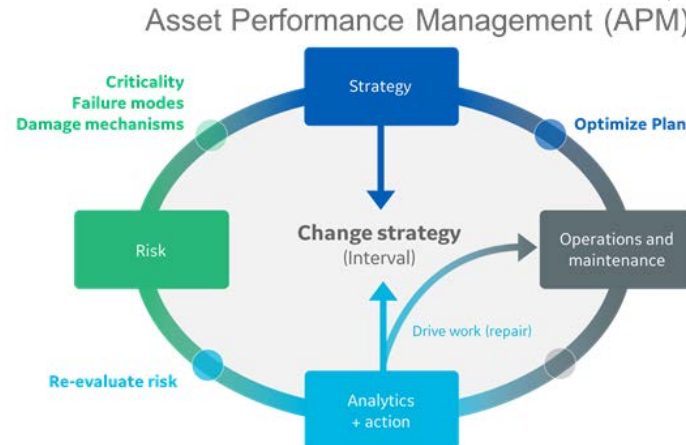 Asset Performance Management (APM)
Criticality
Failure modes
Damage mechanisms
Strategy
Optimize Plan
Risk
Change strategy
(Interval)
Operations and
maintenance
Drive work (repair)
Re-evaluate risk
Analytics
+ action